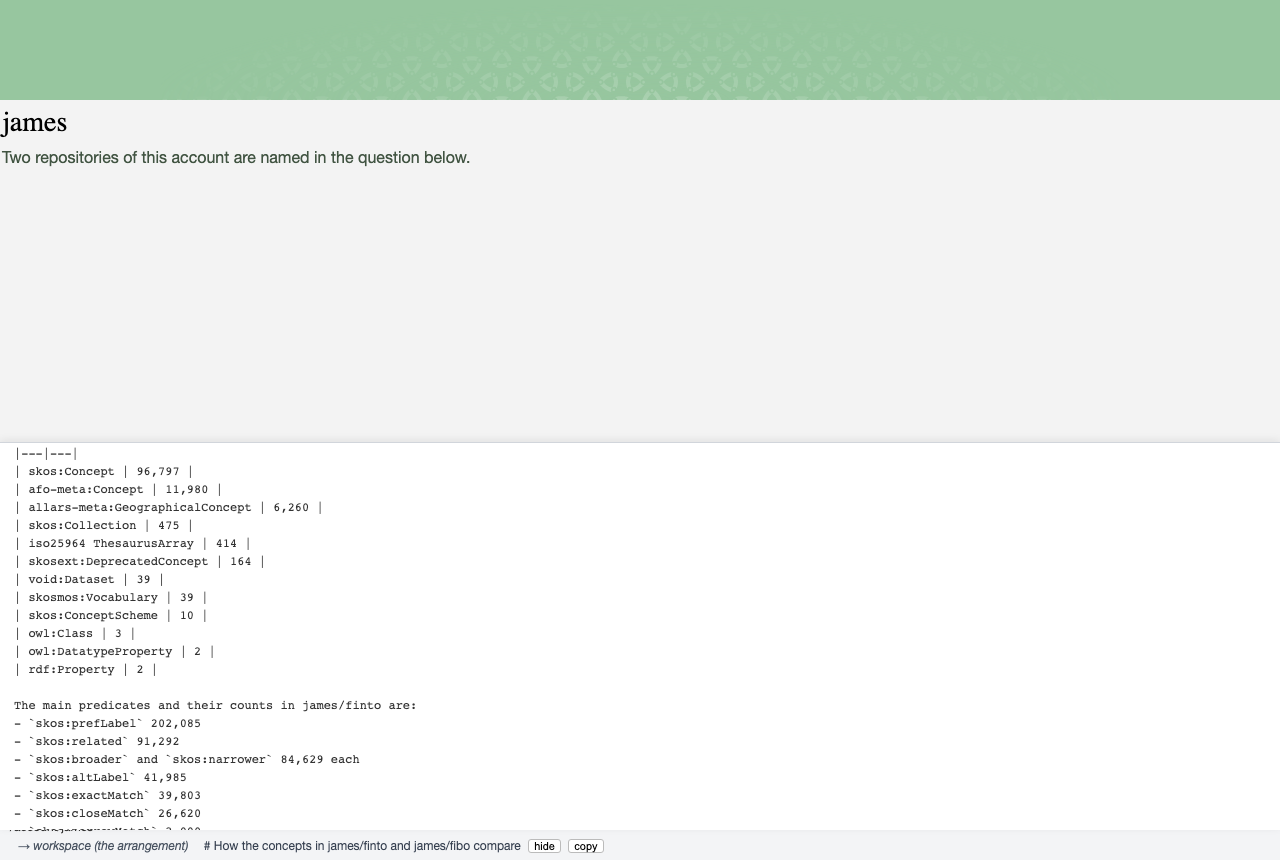 james
Two repositories of this account are named in the question below.
|---|---|
| skos:Concept | 96,797 |
| afo-meta:Concept | 11,980 |
| allars-meta:GeographicalConcept | 6,260 |
| skos:Collection | 475 |
| iso25964 ThesaurusArray | 414 |
| skosext:DeprecatedConcept | 164 |
| void:Dataset | 39 |
| skosmos:Vocabulary | 39 |
| skos:ConceptScheme | 10 |
| owl:Class | 3 |
| owl:DatatypeProperty | 2 |
| rdf:Property | 2 |
The main predicates and their counts in james/finto are:
- `skos:prefLabel` 202,085
- `skos:related` 91,292
- `skos:broader` and `skos:narrower` 84,629 each
- `skos:altLabel` 41,985
- `skos:exactMatch` 39,803
- `skos:closeMatch` 26,620
→ workspace (the arrangement) # How the concepts in james/finto and james/fibo compare hide copy